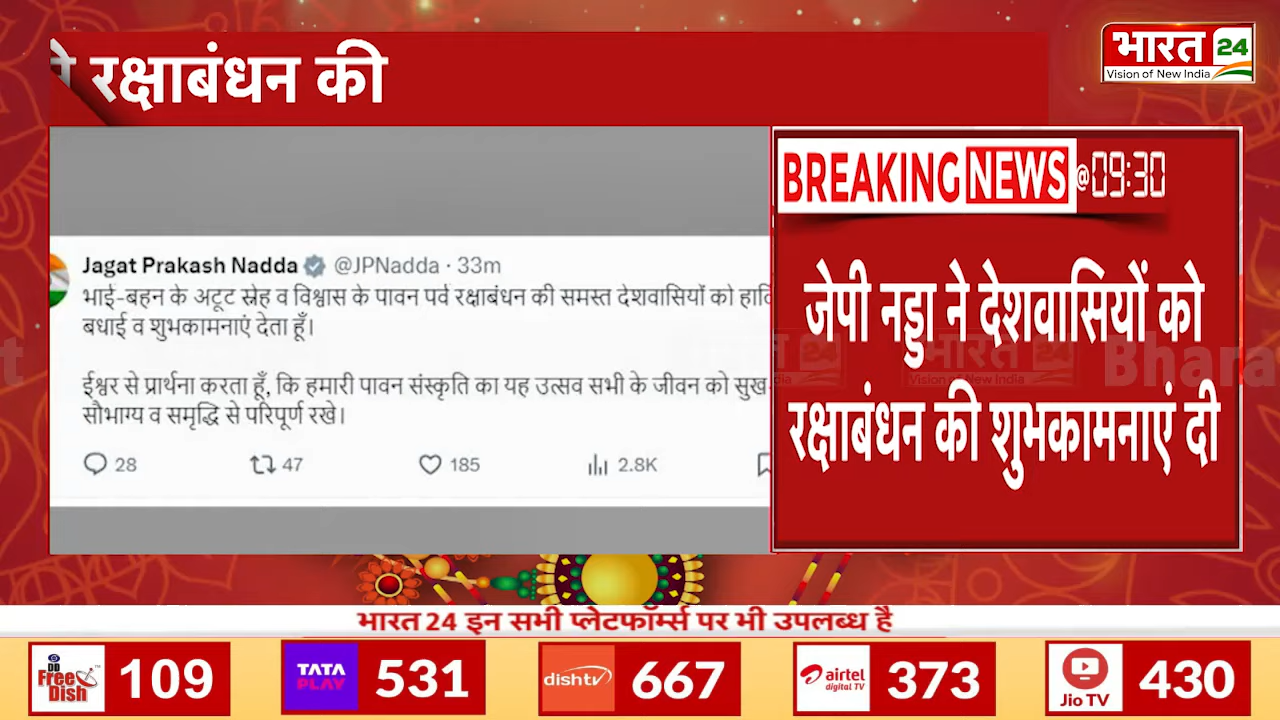 रक्षाबंधन की
भारत 24
Vision of New India
BREAKING NEWS @09:30
Jagat Prakash Nadda @JPNadda · 33m
भाई-बहन के अटूट स्नेह व विश्वास के पावन पर्व रक्षाबंधन की समस्त देशवासियों को
बधाई व शुभकामनाएं देता हूँ।
ईश्वर से प्रार्थना करता हूँ, कि हमारी पावन संस्कृति का यह उत्सव सभी के जीवन को सुख-
सौभाग्य व समृद्धि से परिपूर्ण रखे।
28 47 185 2.8K
जेपी नड्डा ने देशवासियों को
रक्षाबंधन की शुभकामनाएं दी
भारत 24 इन सभी प्लेटफॉर्म्स पर भी उपलब्ध है
DD Free Dish 109
TATA PLAY 531
dishtv 667
airtel digital TV 373
Jio TV 430